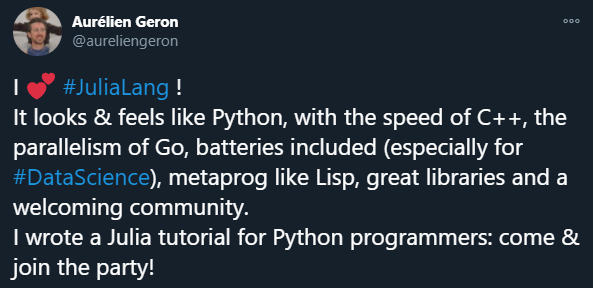 Aurélien Geron
@aureliengeron
I 💕 #JuliaLang !
It looks & feels like Python, with the speed of C++, the
parallelism of Go, batteries included (especially for
#DataScience), metaprog like Lisp, great libraries and a
welcoming community.
I wrote a Julia tutorial for Python programmers: come &
join the party!